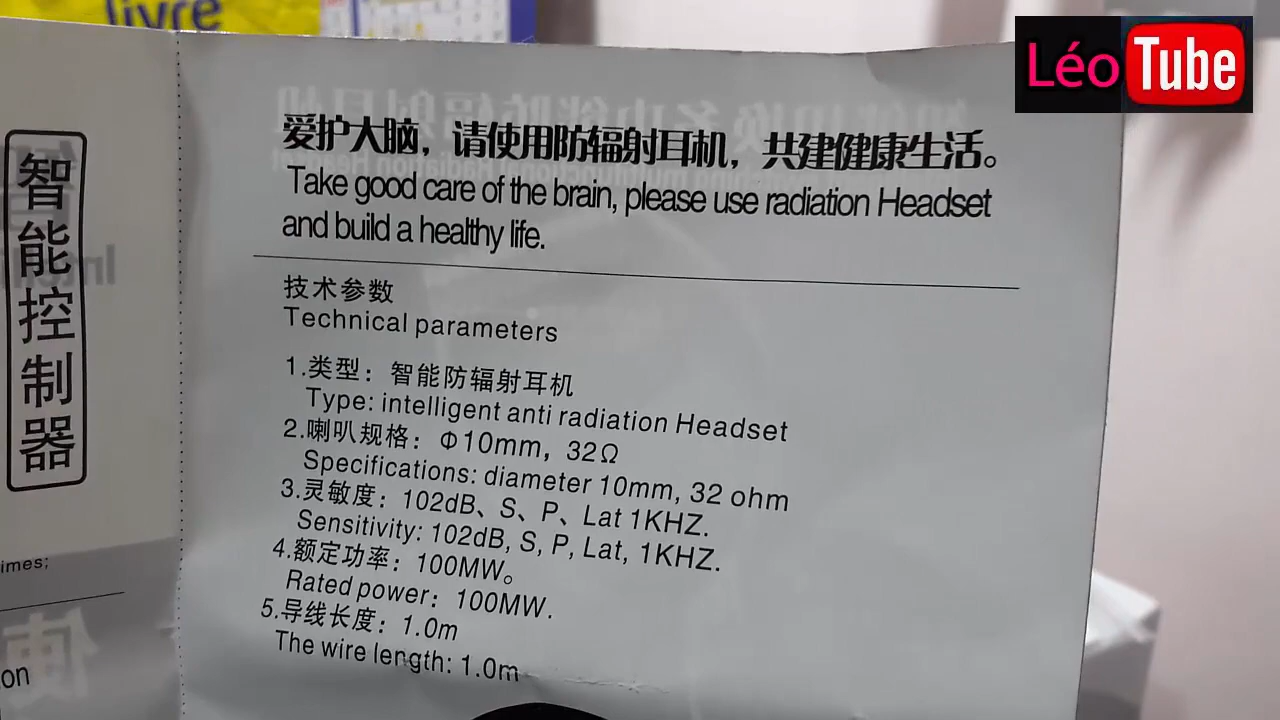 livre
LéoTube
智能控制器
imes;
on
爱护大脑，请使用防辐射耳机，共建健康生活。
Take good care of the brain, please use radiation Headset
and build a healthy life.
技术参数
Technical parameters
1.类型：智能防辐射耳机
Type: intelligent anti radiation Headset
2.喇叭规格：Φ10mm，32Ω
Specifications: diameter 10mm, 32 ohm
3.灵敏度：102dB、S、P、Lat 1KHZ.
Sensitivity: 102dB, S, P, Lat, 1KHZ.
4.额定功率：100MW。
Rated power：100MW.
5.导线长度：1.0m
The wire length: 1.0m